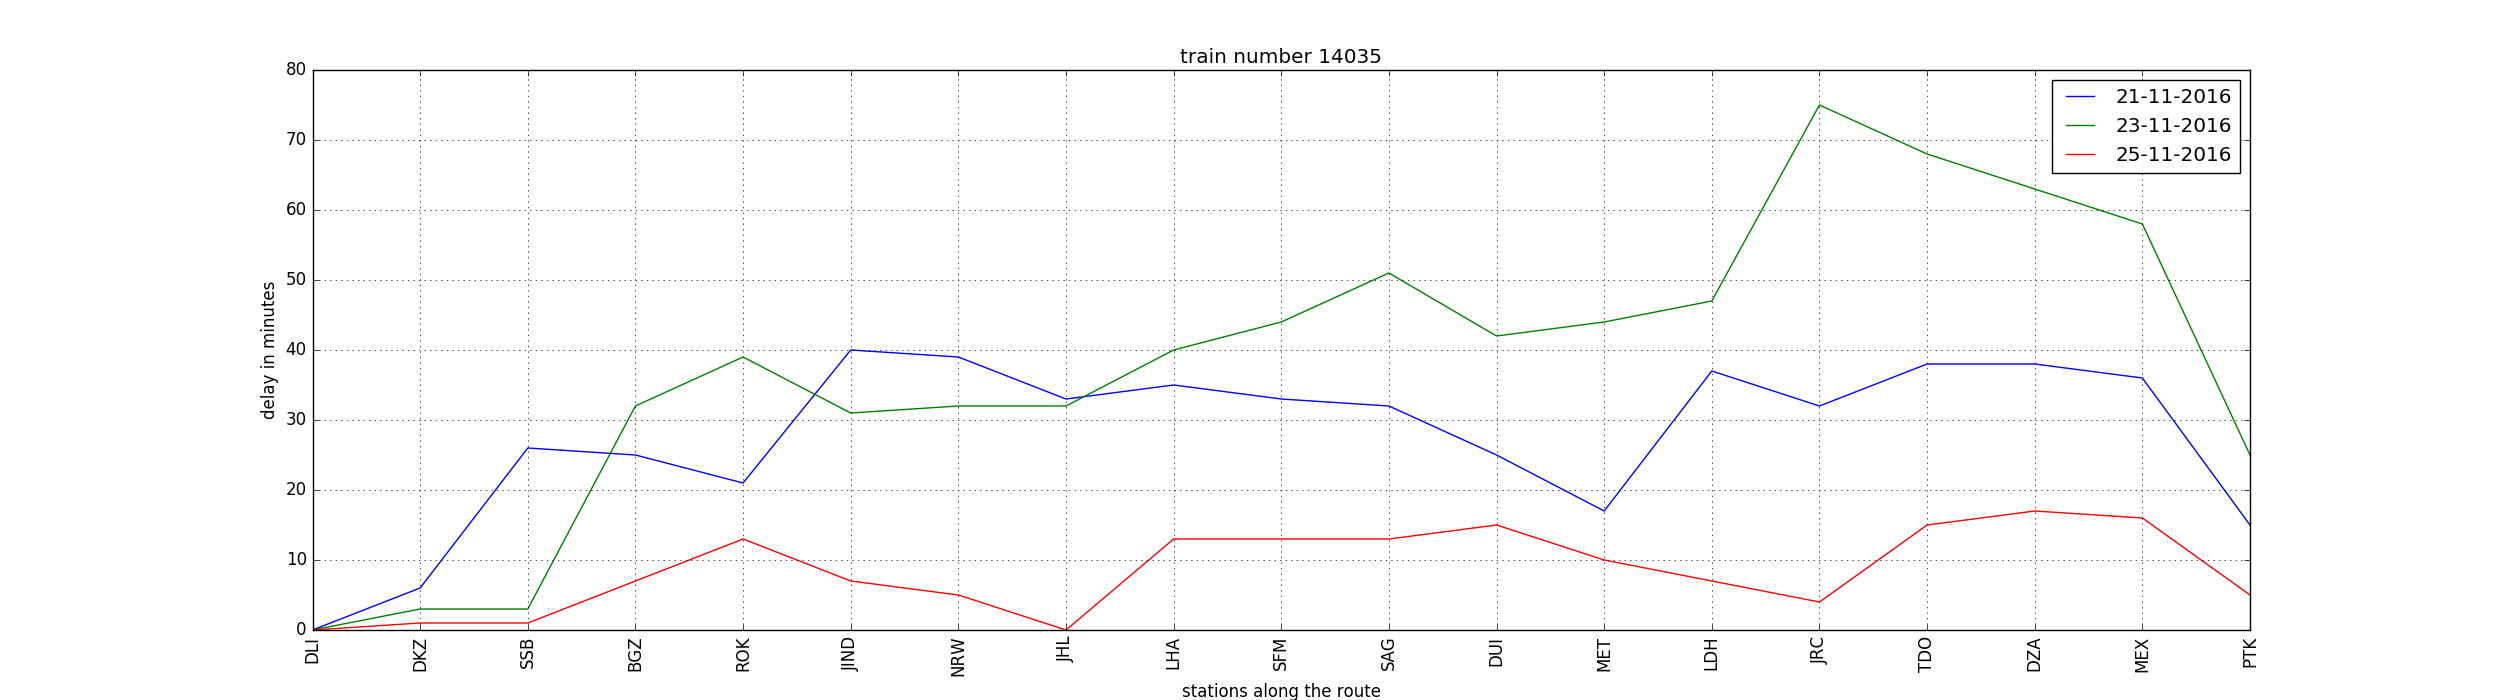 train number 14035
80
70
60
50
40
30
20
10
0
delay in minutes
21-11-2016
23-11-2016
25-11-2016
DLI
DKZ
SSB
BGZ
ROK
JIND
NRW
JHL
LHA
SFM
SAG
DUI
MET
LDH
JRC
TDO
DZA
MEX
PTK
stations along the route